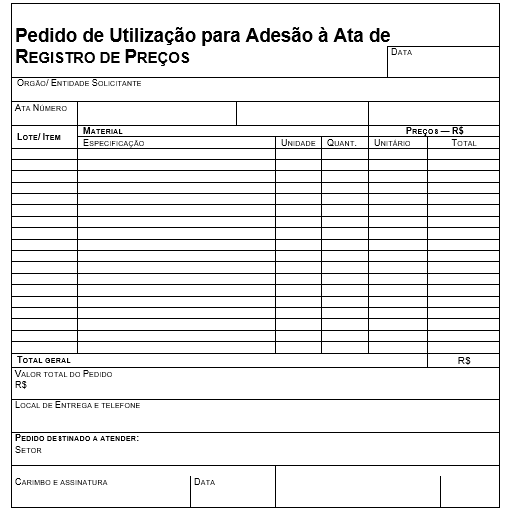 Pedido de Utilização para Adesão à Ata de
REGISTRO DE PREÇOS
DATA
ORGÃO/ ENTIDADE SOLICITANTE
ATA NÚMERO
LOTE/ ITEM
MATERIAL
PREÇOS — R$
ESPECIFICAÇÃO
UNIDADE
QUANT.
UNITÁRIO
TOTAL
TOTAL GERAL
R$
VALOR TOTAL DO PEDIDO
R$
LOCAL DE ENTREGA E TELEFONE
PEDIDO DESTINADO A ATENDER:
SETOR
CARIMBO E ASSINATURA
DATA